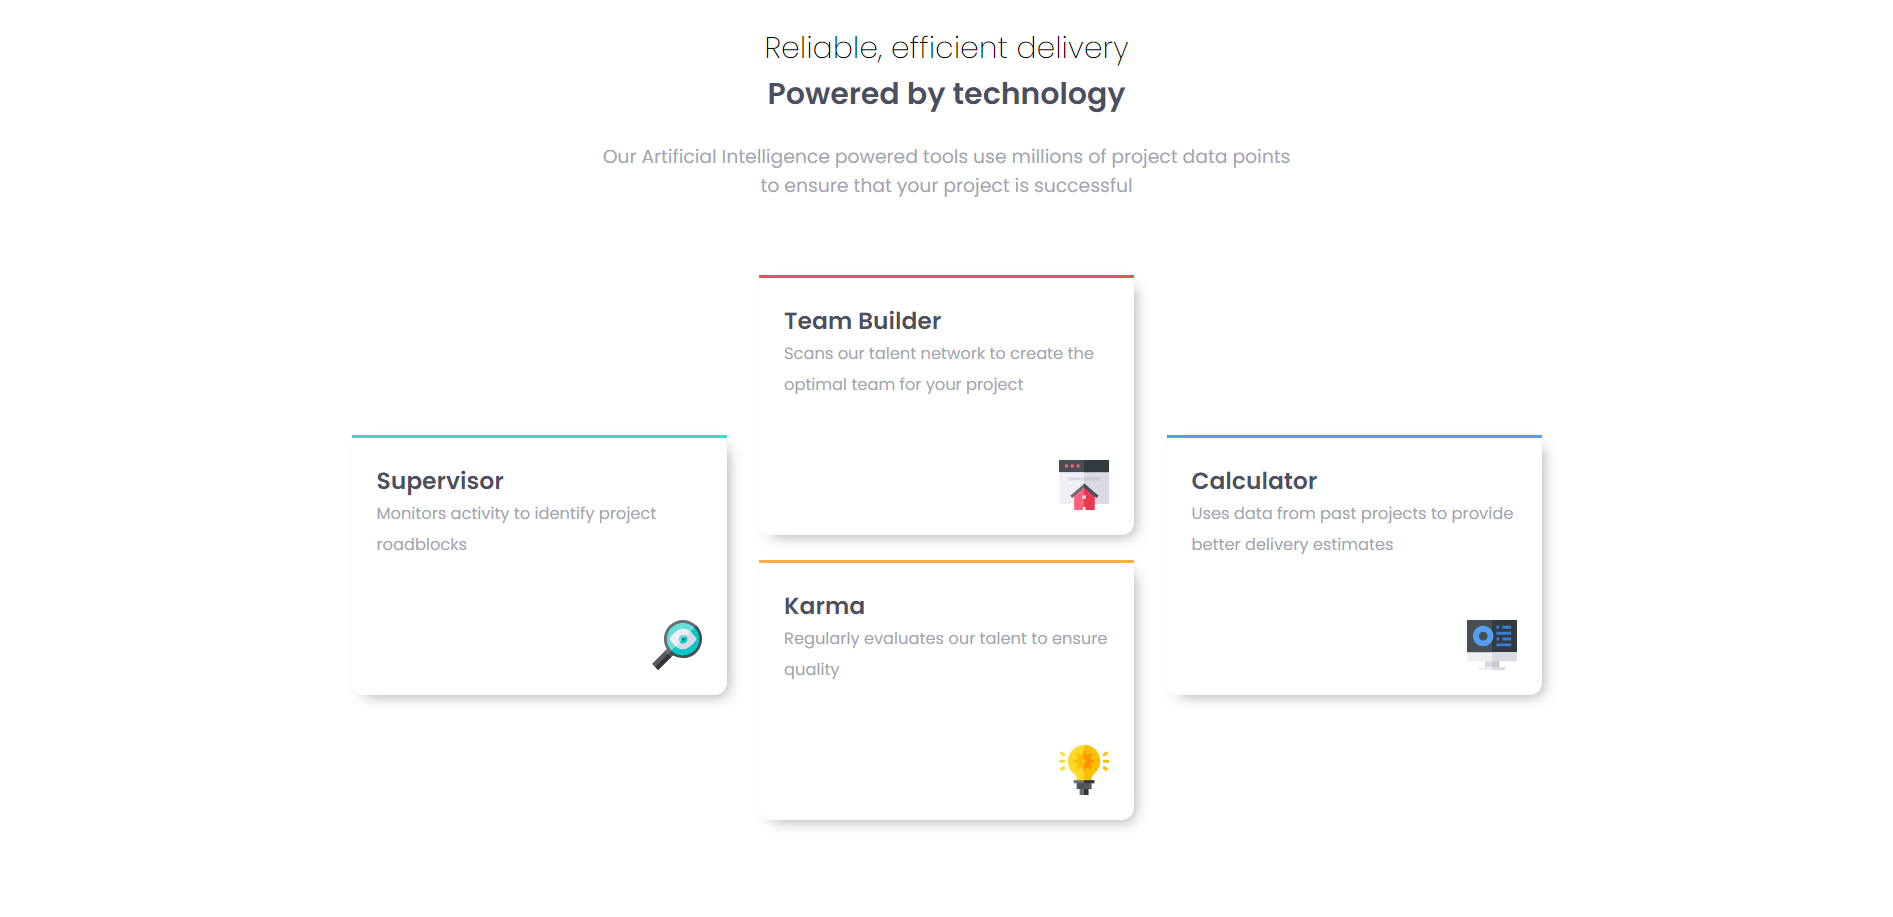 Reliable, efficient delivery
Powered by technology
Our Artificial Intelligence powered tools use millions of project data points
to ensure that your project is successful
Team Builder
Scans our talent network to create the
optimal team for your project
Supervisor
Monitors activity to identify project
roadblocks
Calculator
Uses data from past projects to provide
better delivery estimates
Karma
Regularly evaluates our talent to ensure
quality